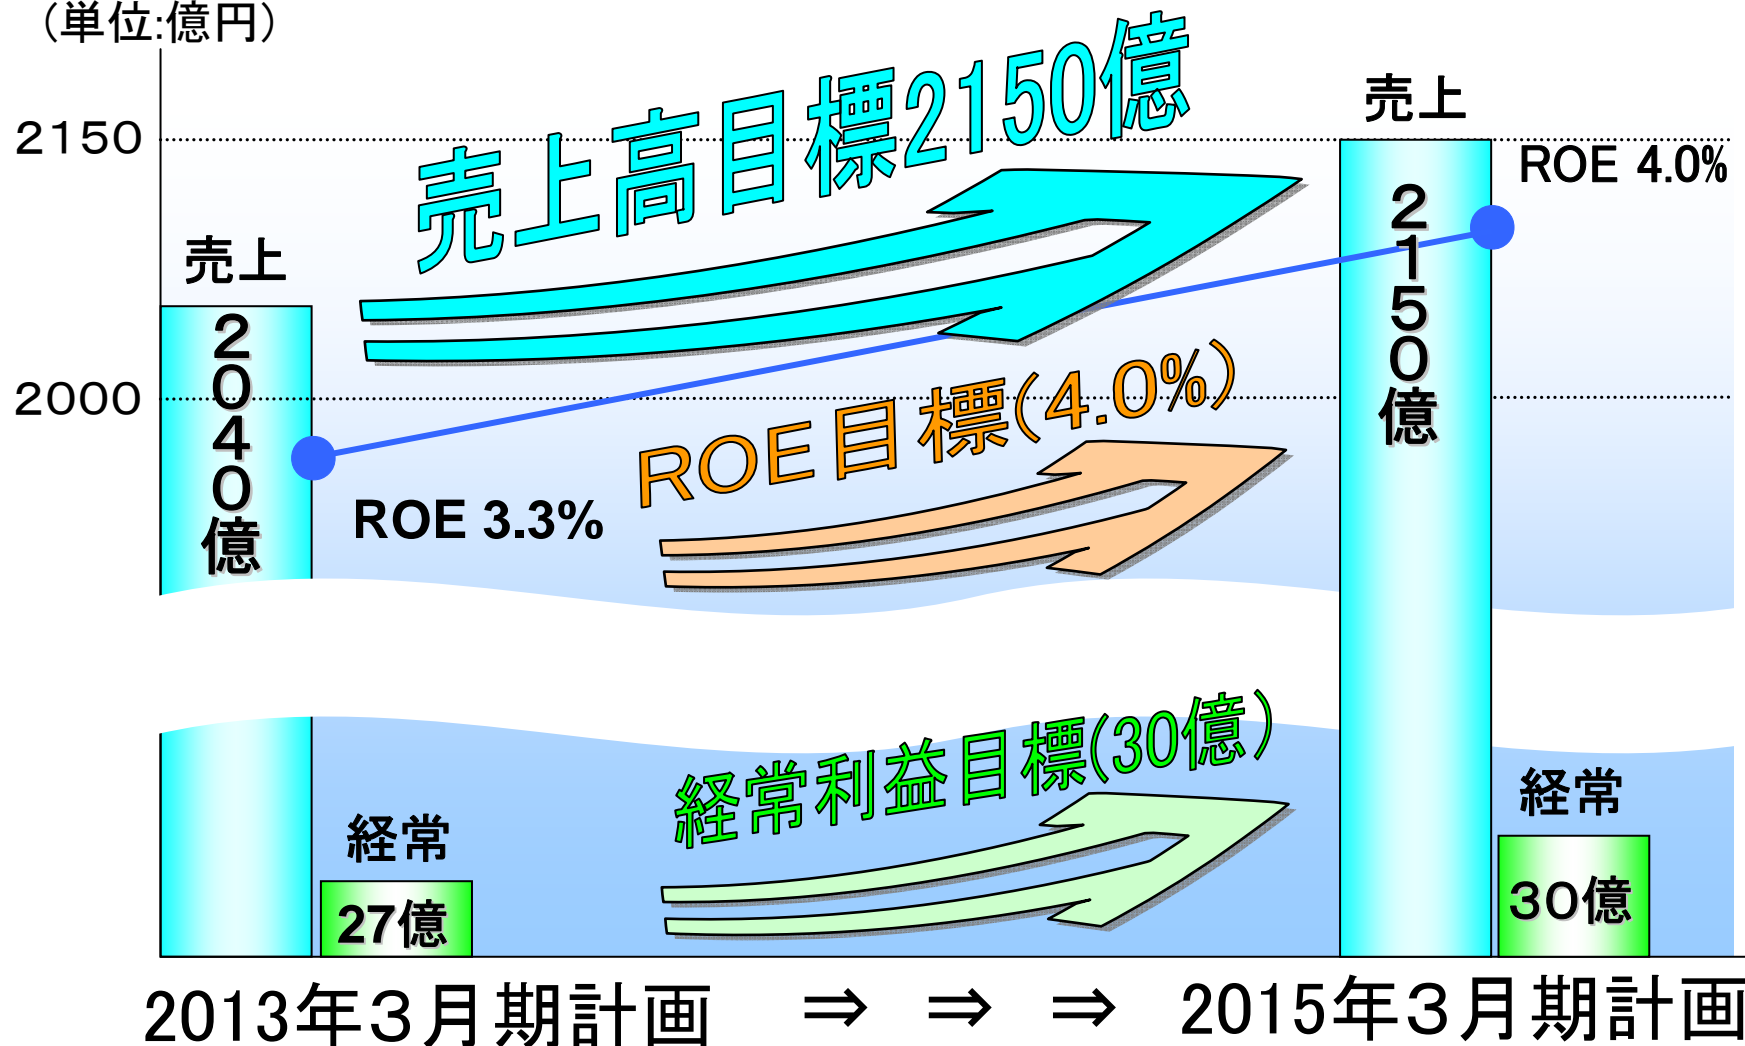 （単位:億円）
2150
2000
売上
2040億
ROE 3.3%
経常
27億
売上高目標2150億
ROE目標(4.0%)
経常利益目標(30億)
売上
2150億
ROE 4.0%
経常
30億
2013年３月期計画 ⇒ ⇒ ⇒ 2015年３月期計画